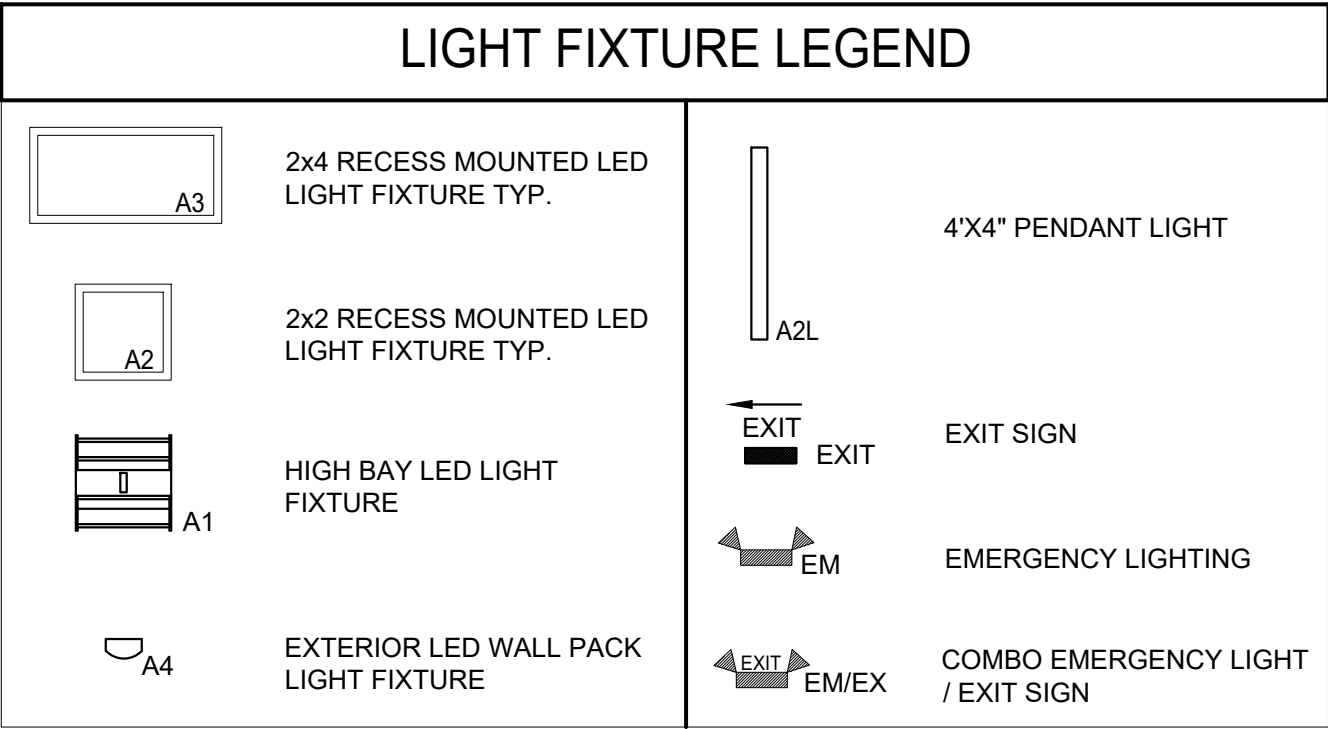 LIGHT FIXTURE LEGEND
A3
2x4 RECESS MOUNTED LED
LIGHT FIXTURE TYP.
A2
2x2 RECESS MOUNTED LED
LIGHT FIXTURE TYP.
A1
HIGH BAY LED LIGHT
FIXTURE
A4
EXTERIOR LED WALL PACK
LIGHT FIXTURE
A2L
4'X4" PENDANT LIGHT
EXIT
EXIT
EXIT SIGN
EM
EMERGENCY LIGHTING
EXIT
EM/EX
COMBO EMERGENCY LIGHT
/ EXIT SIGN